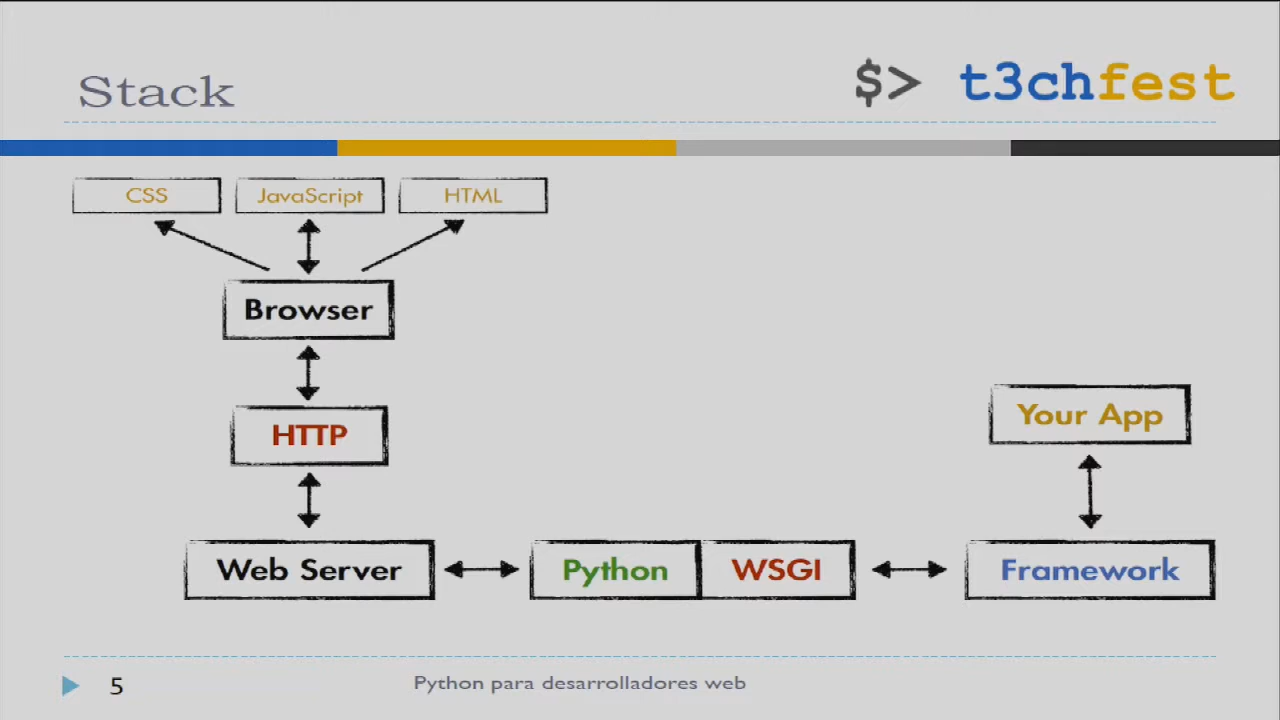 Stack
$> t3chfest
CSS JavaScript HTML
Browser
HTTP
Your App
Web Server Python WSGI Framework
5 Python para desarrolladores web